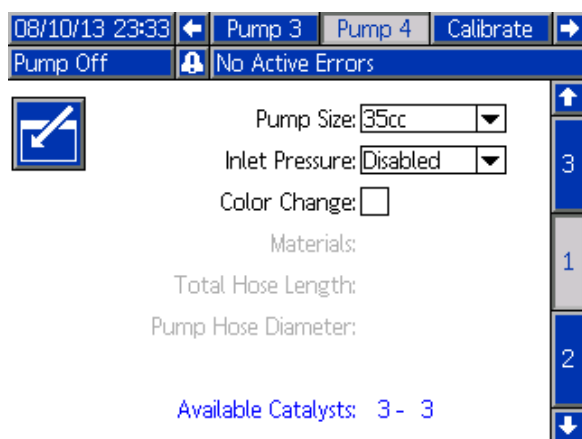 08/10/13 23:33 Pump 3 Pump 4 Calibrate
Pump Off No Active Errors
Pump Size: 35cc
Inlet Pressure: Disabled
3
Color Change:
Materials:
1
Total Hose Length:
Pump Hose Diameter:
2
Available Catalysts: 3 - 3